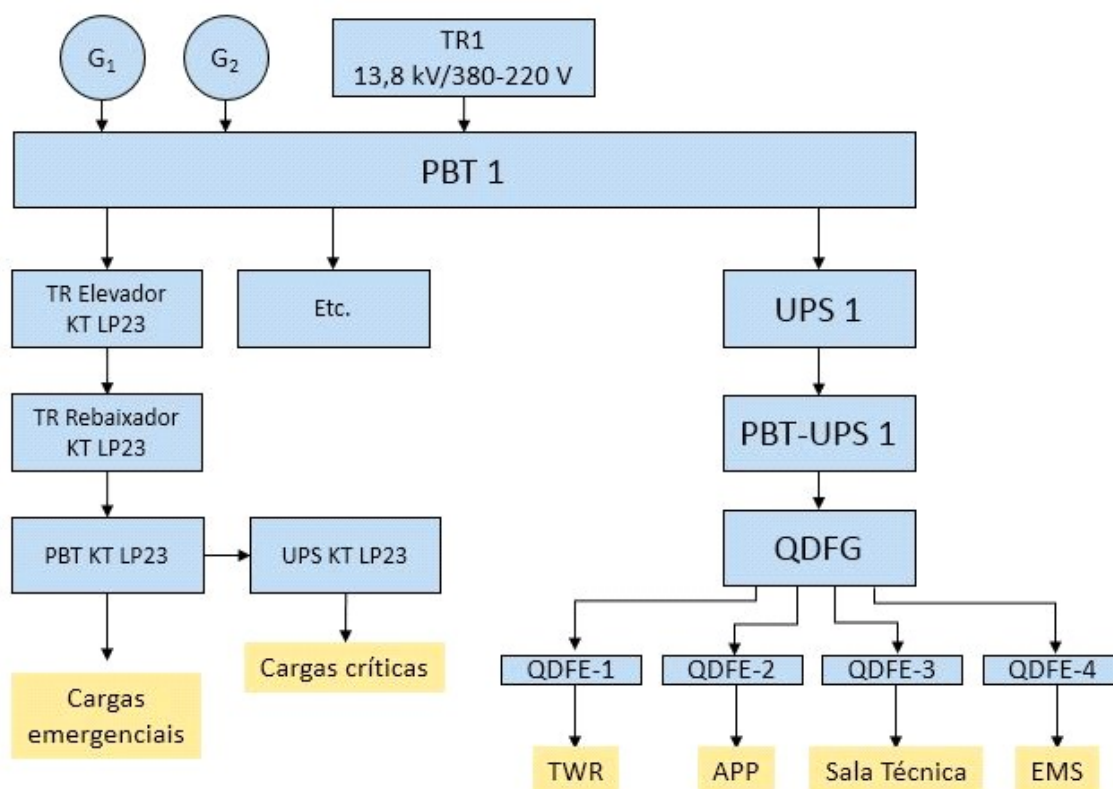 G₁
G₂
TR1
13,8 kV/380-220 V
PBT 1
TR Elevador
KT LP23
Etc.
UPS 1
TR Rebaixador
KT LP23
PBT-UPS 1
PBT KT LP23
UPS KT LP23
QDFG
Cargas críticas
QDFE-1
QDFE-2
QDFE-3
QDFE-4
Cargas
emergenciais
TWR
APP
Sala Técnica
EMS